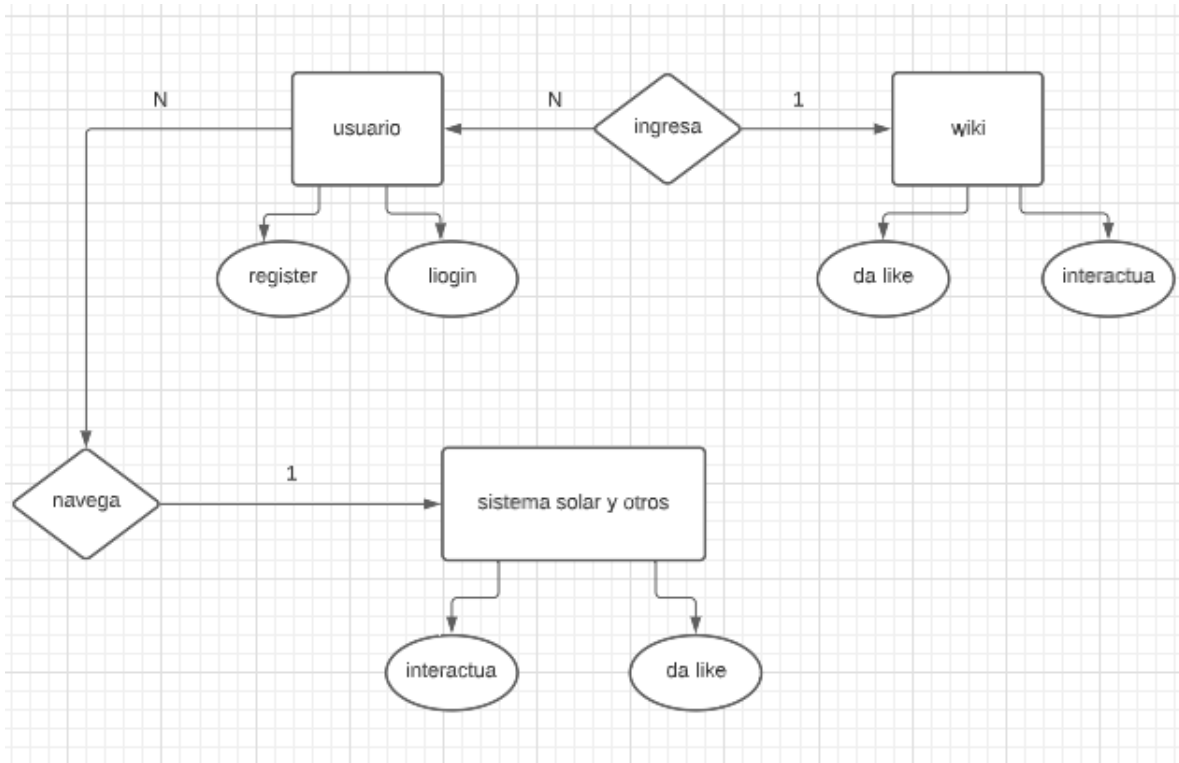 N
N
1
usuario
ingresa
wiki
register
liogin
da like
interactua
1
navega
sistema solar y otros
interactua
da like